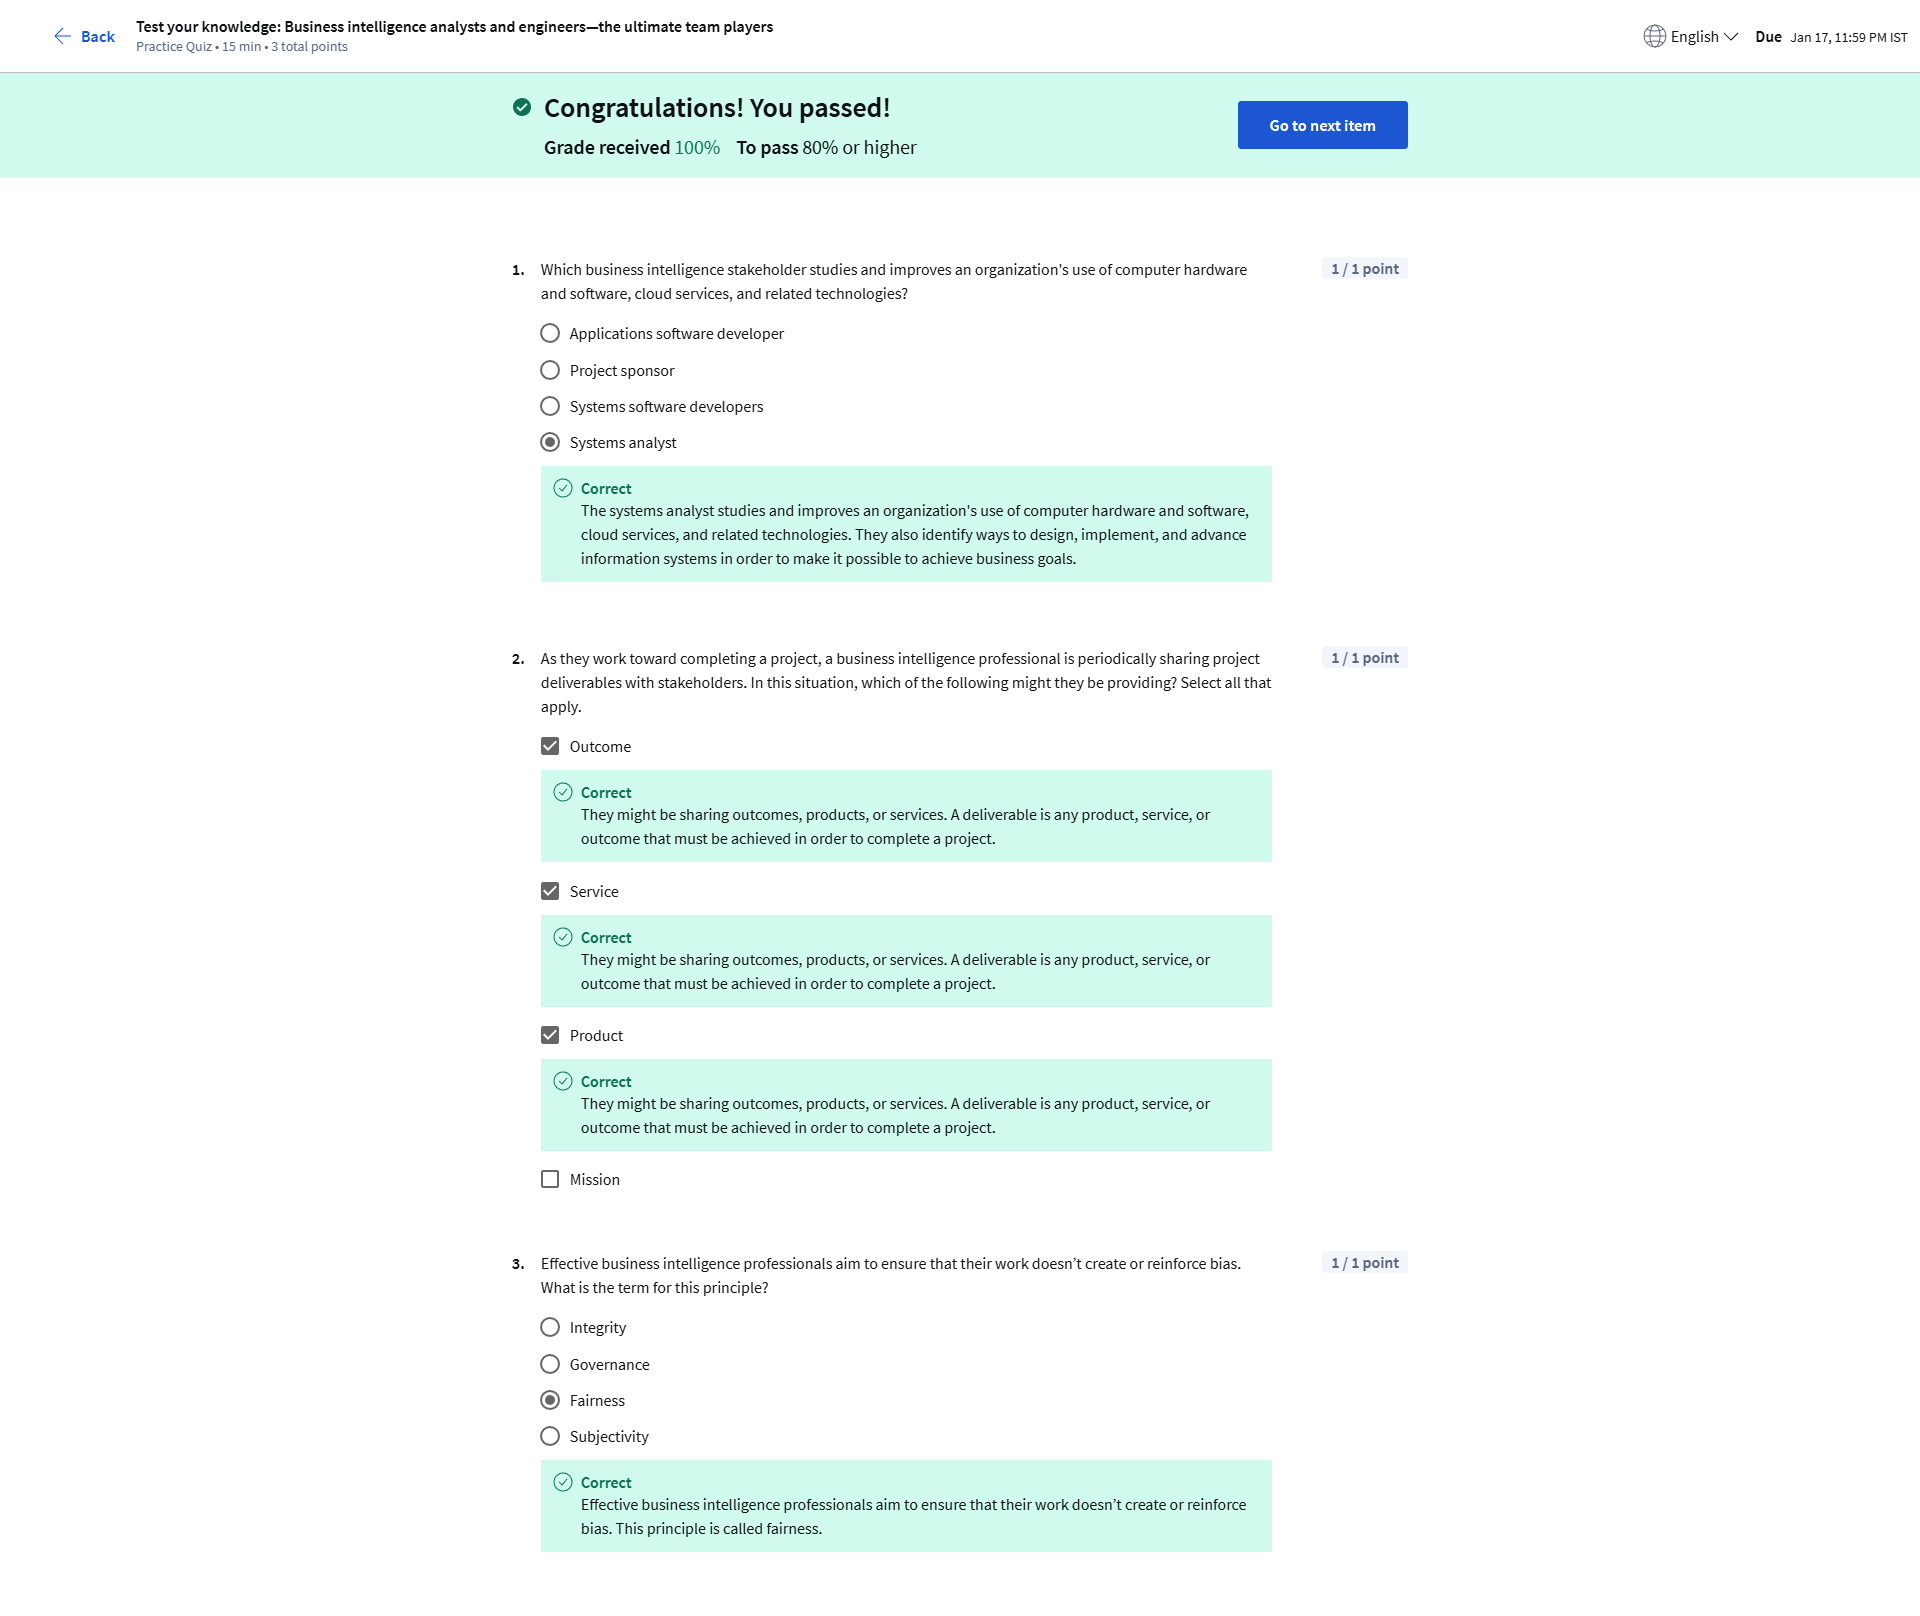 Back
Test your knowledge: Business intelligence analysts and engineers—the ultimate team players
Practice Quiz • 15 min • 3 total points
English
Due Jan 17, 11:59 PM IST
Congratulations! You passed!
Grade received 100% To pass 80% or higher
Go to next item
1. Which business intelligence stakeholder studies and improves an organization's use of computer hardware
and software, cloud services, and related technologies?
1 / 1 point
Applications software developer
Project sponsor
Systems software developers
Systems analyst
Correct
The systems analyst studies and improves an organization's use of computer hardware and software,
cloud services, and related technologies. They also identify ways to design, implement, and advance
information systems in order to make it possible to achieve business goals.
2. As they work toward completing a project, a business intelligence professional is periodically sharing project
deliverables with stakeholders. In this situation, which of the following might they be providing? Select all that
apply.
1 / 1 point
Outcome
Correct
They might be sharing outcomes, products, or services. A deliverable is any product, service, or
outcome that must be achieved in order to complete a project.
Service
Correct
They might be sharing outcomes, products, or services. A deliverable is any product, service, or
outcome that must be achieved in order to complete a project.
Product
Correct
They might be sharing outcomes, products, or services. A deliverable is any product, service, or
outcome that must be achieved in order to complete a project.
Mission
3. Effective business intelligence professionals aim to ensure that their work doesn’t create or reinforce bias.
What is the term for this principle?
1 / 1 point
Integrity
Governance
Fairness
Subjectivity
Correct
Effective business intelligence professionals aim to ensure that their work doesn’t create or reinforce
bias. This principle is called fairness.